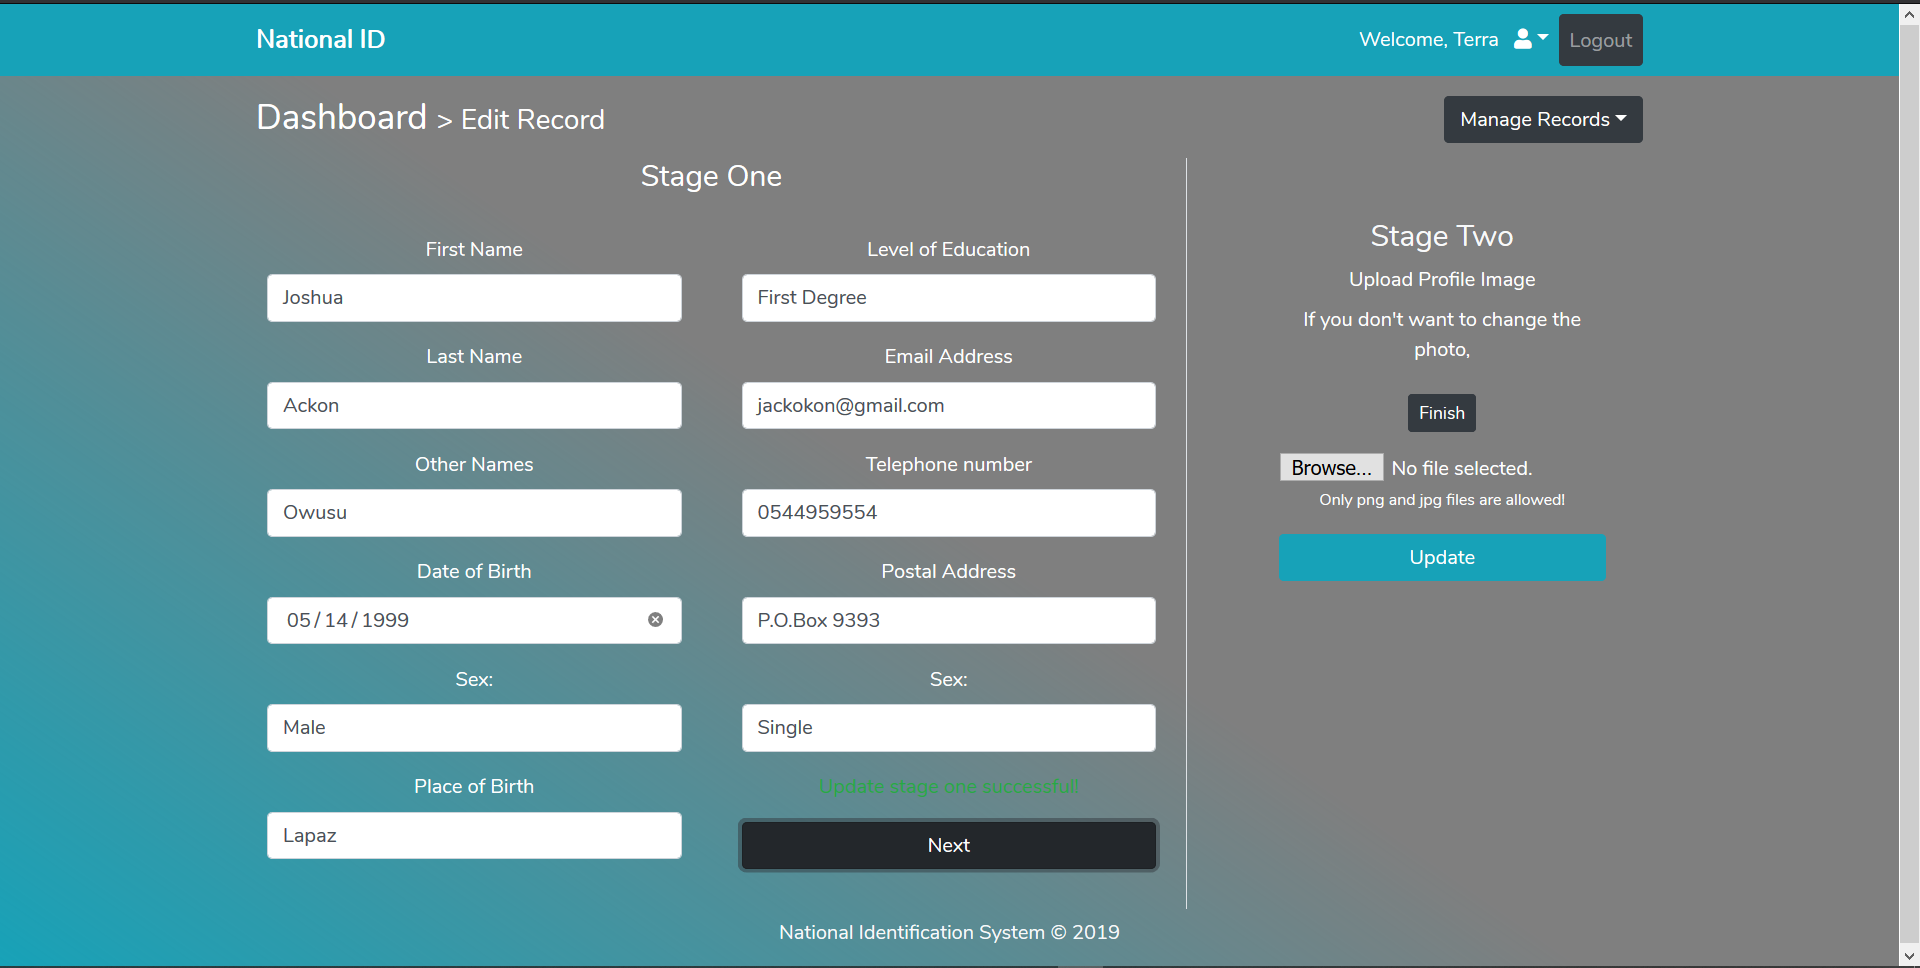 National ID
Welcome, Terra
Logout
Dashboard > Edit Record
Manage Records
Stage One
First Name
Joshua
Last Name
Ackon
Other Names
Owusu
Date of Birth
05/14/1999
Sex:
Male
Place of Birth
Lapaz
Level of Education
First Degree
Email Address
jackokon@gmail.com
Telephone number
0544959554
Postal Address
P.O.Box 9393
Sex:
Single
Update stage one successful!
Next
Stage Two
Upload Profile Image
If you don't want to change the
photo,
Finish
Browse... No file selected.
Only png and jpg files are allowed!
Update
National Identification System © 2019